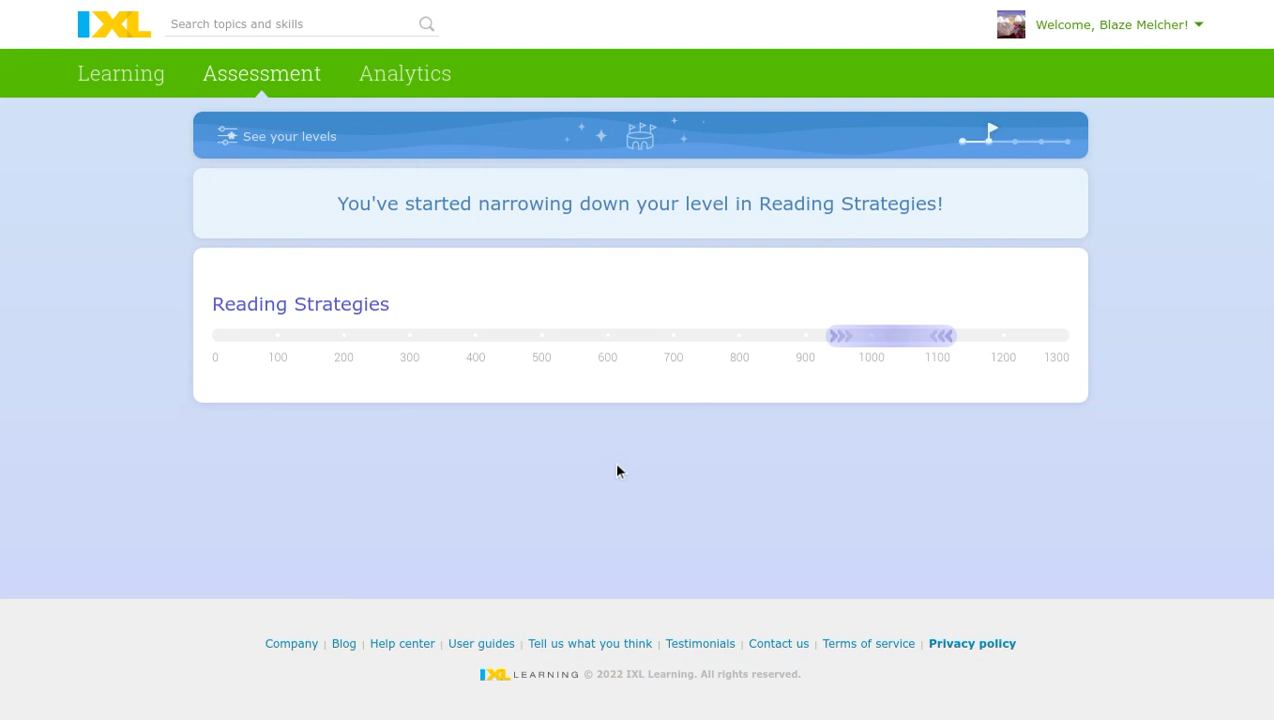 IXL Search topics and skills Welcome, Blaze Melcher!
Learning Assessment Analytics
See your levels
You've started narrowing down your level in Reading Strategies!
Reading Strategies
0 100 200 300 400 500 600 700 800 900 1000 1100 1200 1300
Company | Blog | Help center | User guides | Tell us what you think | Testimonials | Contact us | Terms of service | Privacy policy
IXL LEARNING © 2022 IXL Learning. All rights reserved.